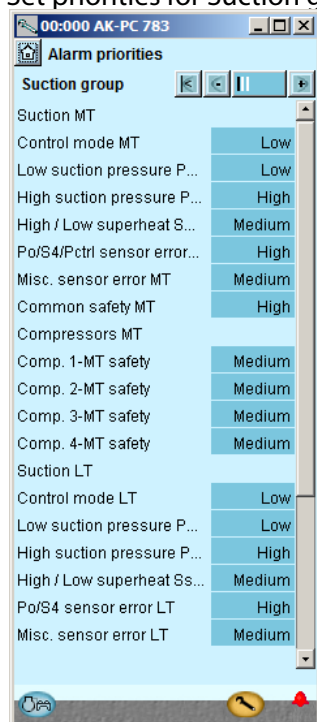 Set priorities for Suction g
00:000 AK-PC 783
Alarm priorities
Suction group
Suction MT
Control mode MT Low
Low suction pressure P... Low
High suction pressure P... High
High / Low superheat S... Medium
Po/S4/Pctrl sensor error... High
Misc. sensor error MT Medium
Common safety MT High
Compressors MT
Comp. 1-MT safety Medium
Comp. 2-MT safety Medium
Comp. 3-MT safety Medium
Comp. 4-MT safety Medium
Suction LT
Control mode LT Low
Low suction pressure P... Low
High suction pressure P... High
High / Low superheat Ss... Medium
Po/S4 sensor error LT High
Misc. sensor error LT Medium